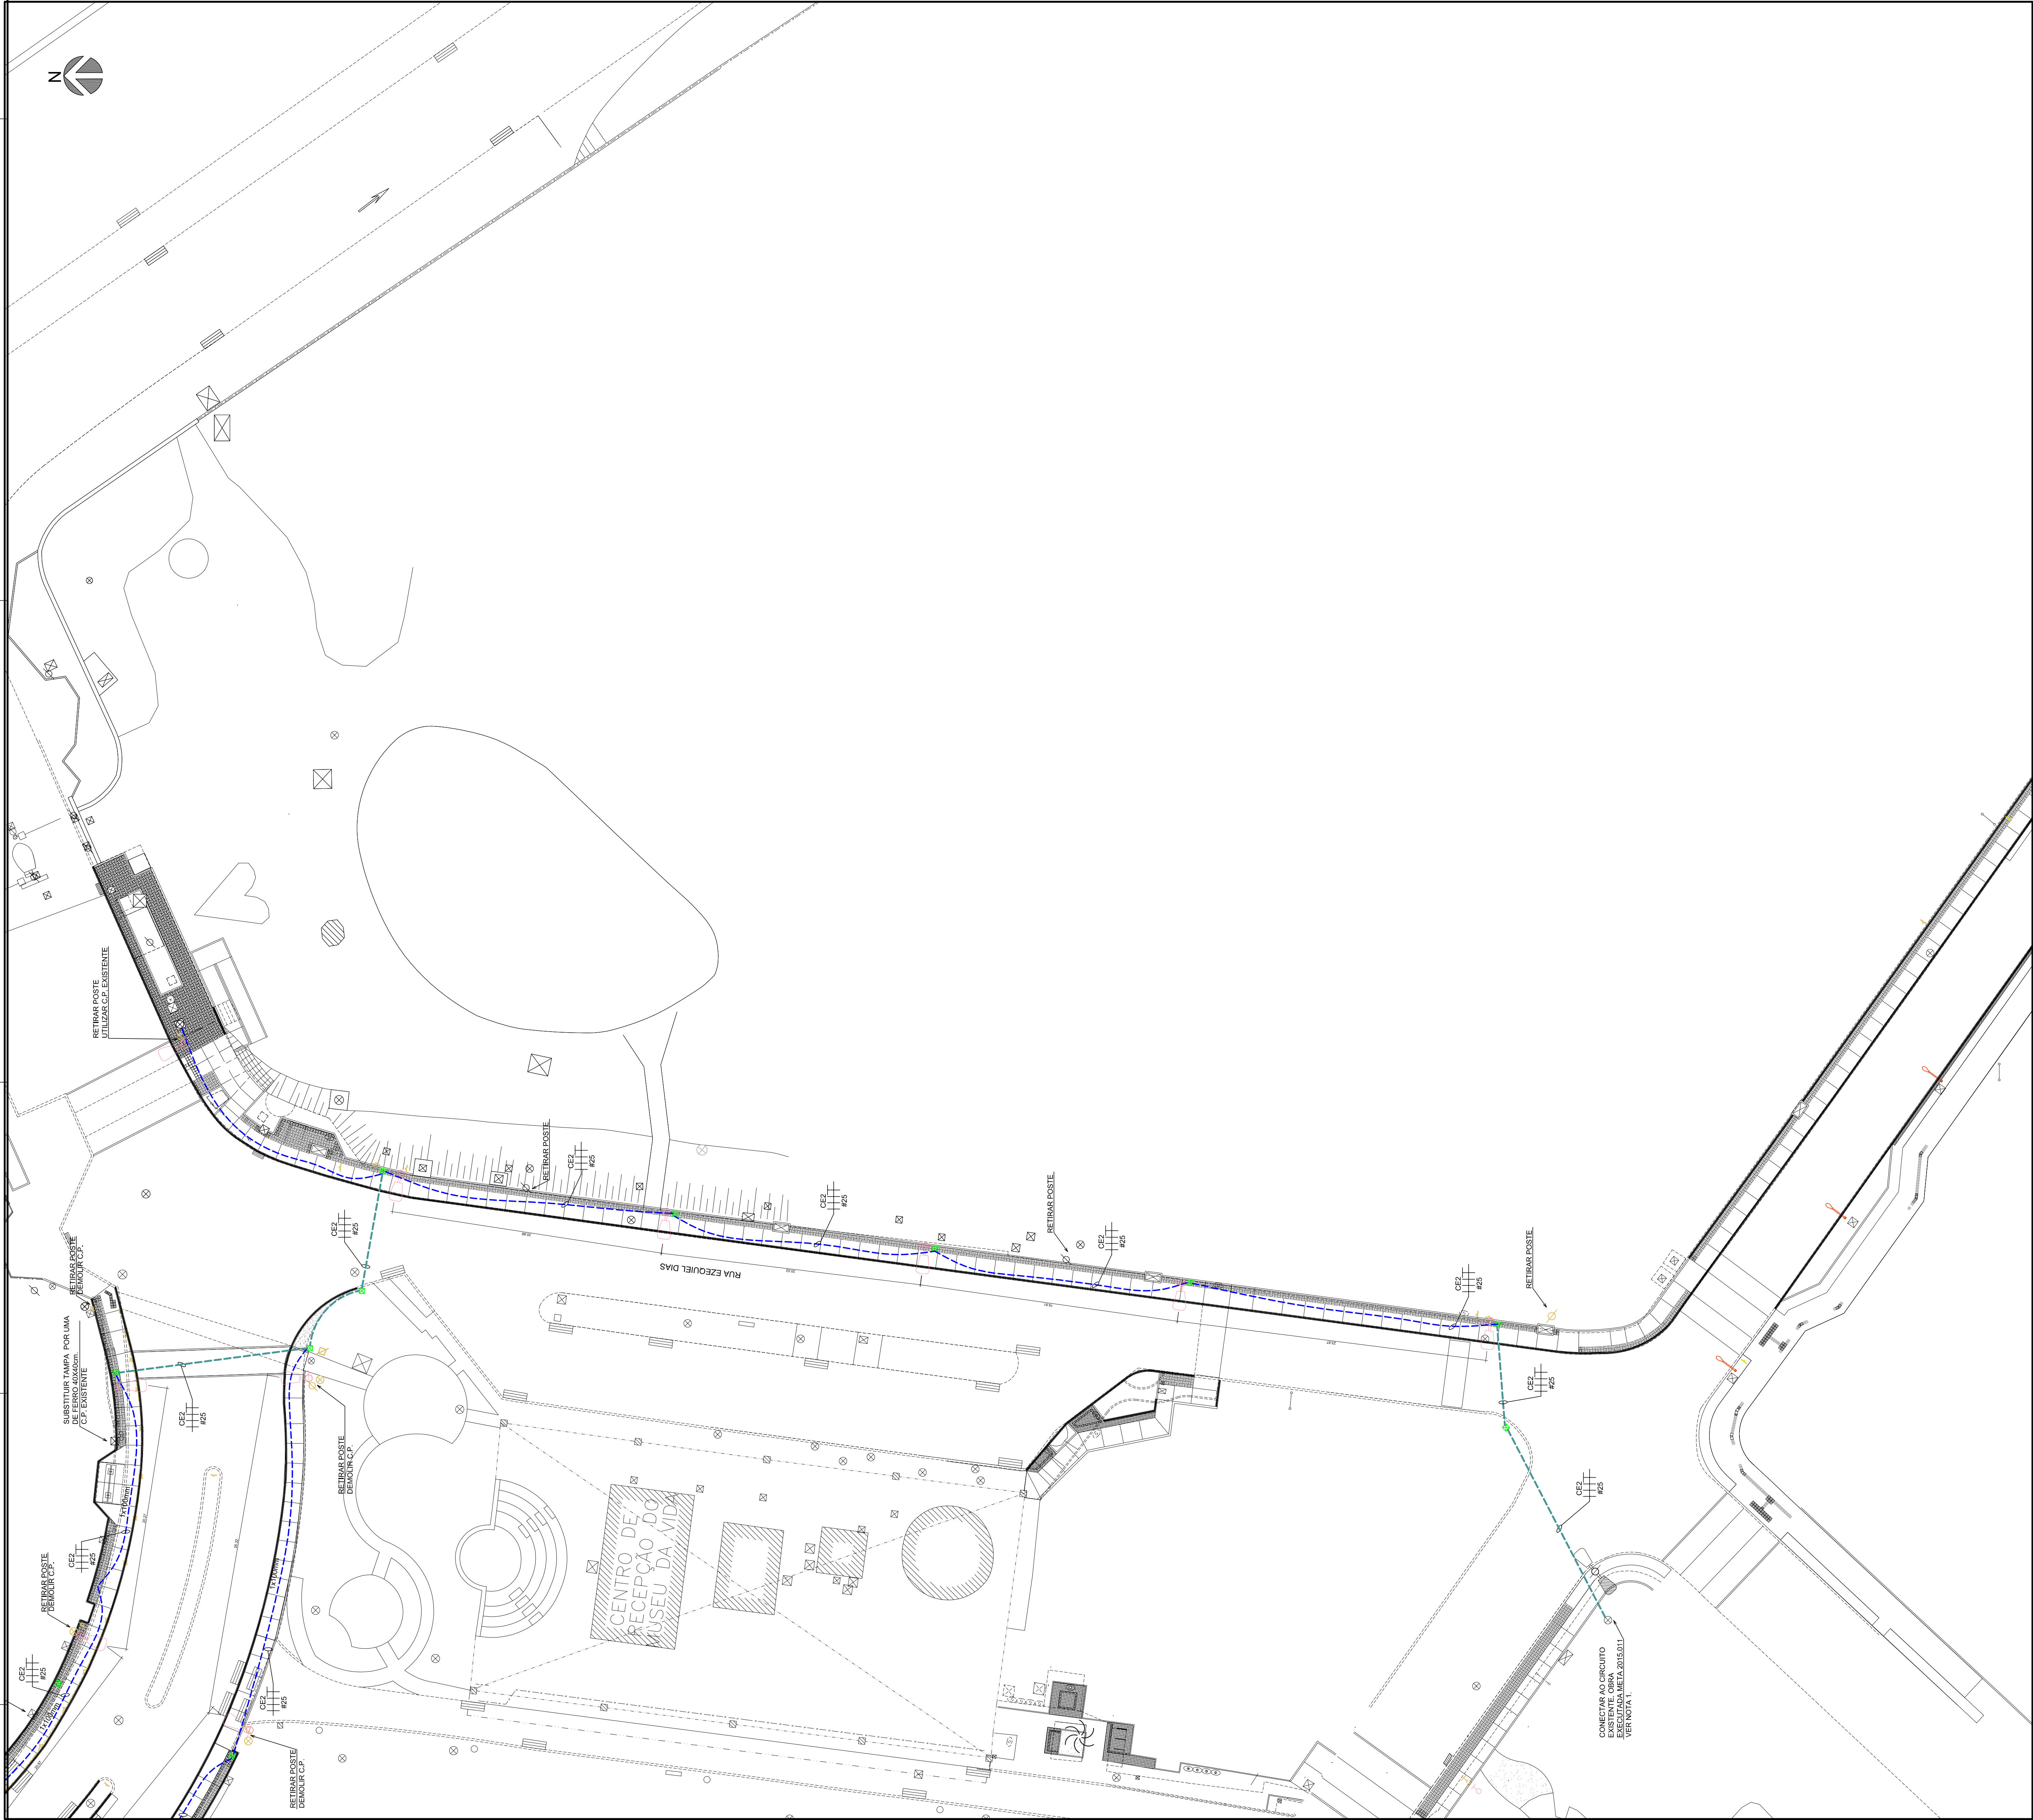 N
RETIRAR POSTE
UTILIZAR C.P. EXISTENTE
RETIRAR POSTE
CE2
#25
CE2
#25
RETIRAR POSTE
CE2
#25
CE2
#25
RUA EZEQUIEL DIAS
CE2
#25
RETIRAR POSTE
RETIRAR POSTE
DEMOLIR C.P.
SUBSTITUIR TAMPA POR UMA
DE FERRO 40X40cm.
C.P. EXISTENTE
CE2
#25
CE2
#25
RETIRAR POSTE
DEMOLIR C.P.
1x100mm
CE2
#25
CENTRO DE
RECEPÇÃO DO
MUSEU DA VIDA
CE2
#25
RETIRAR POSTE
DEMOLIR C.P.
1x100mm
CE2
#25
1x100mm
CE2
#25
RETIRAR POSTE
DEMOLIR C.P.
CONECTAR AO CIRCUITO
EXISTENTE. OBRA
EXECUTADA META 2015.011
VER NOTA 1.